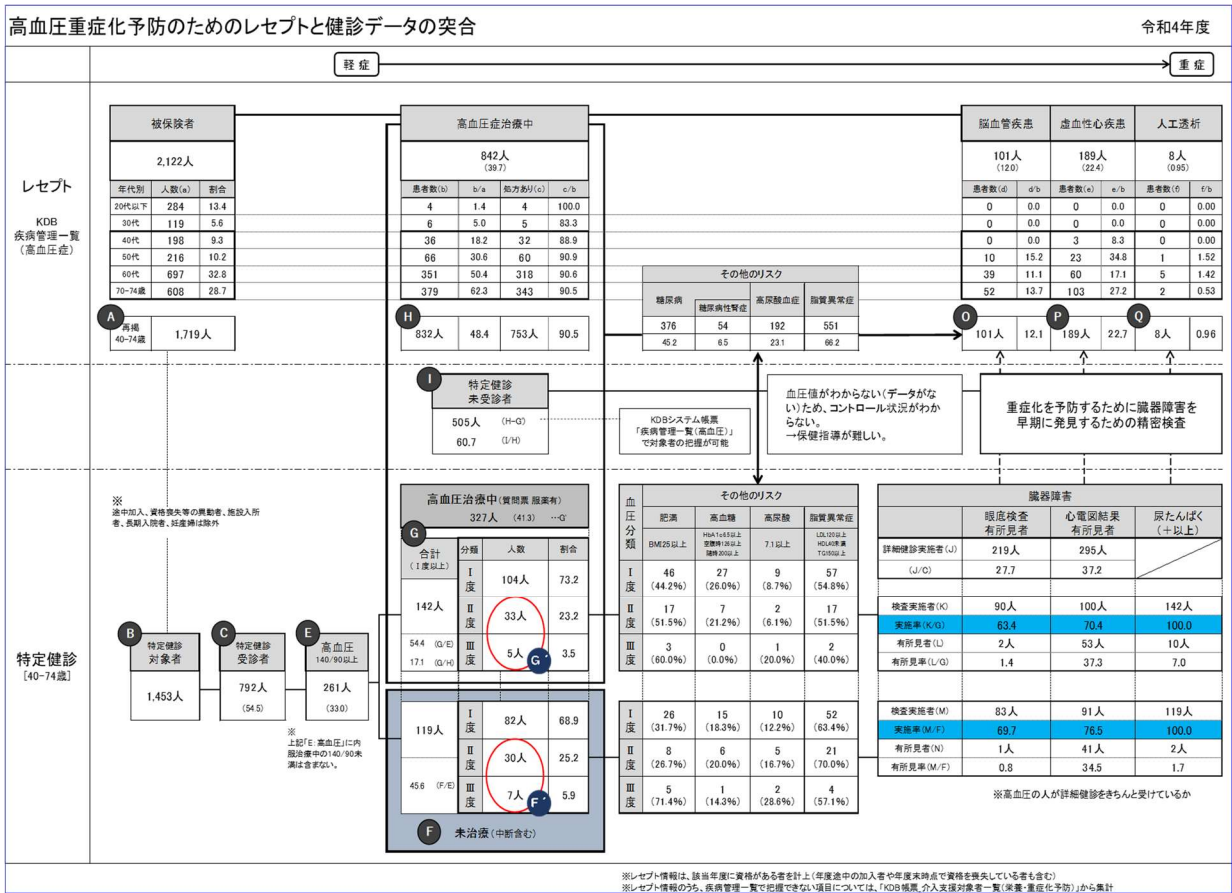 高血圧重症化予防のためのレセプトと健診データの突合
令和4年度
軽症
重症
レセプト
KDB
疾病管理一覧
(高血圧症)
被保険者
2,122人
年代別 人数(a) 割合
20代以下 284 13.4
30代 119 5.6
40代 198 9.3
50代 216 10.2
60代 697 32.8
70-74歳 608 28.7
A
再掲
40-74歳
1,719人
高血圧症治療中
842人
(39.7)
患者数(b) b/a 処方あり(c) c/b
4 1.4 4 100.0
6 5.0 5 83.3
36 18.2 32 88.9
66 30.6 60 90.9
351 50.4 318 90.6
379 62.3 343 90.5
H
832人 48.4 753人 90.5
その他のリスク
糖尿病 糖尿病性腎症 高尿酸血症 脂質異常症
376 54 192 551
45.2 6.5 23.1 66.2
脳血管疾患 虚血性心疾患 人工透析
101人 189人 8人
(12.0) (22.4) (0.95)
患者数(d) d/b 患者数(e) e/b 患者数(f) f/b
0 0.0 0 0.0 0 0.00
0 0.0 0 0.0 0 0.00
0 0.0 3 8.3 0 0.00
10 15.2 23 34.8 1 1.52
39 11.1 60 17.1 5 1.42
52 13.7 103 27.2 2 0.53
O P Q
101人 12.1 189人 22.7 8人 0.96
I
特定健診
未受診者
505人 (H-G)
60.7 (I/H)
KDBシステム帳票
「疾病管理一覧(高血圧)」
で対象者の把握が可能
血圧値がわからない(データがな
い)ため、コントロール状況がわか
らない。
→保健指導が難しい。
重症化を予防するために臓器障害を
早期に発見するための精密検査
特定健診
[40-74歳]
※
途中加入、資格喪失等の異動者、施設入所
者、長期入院者、妊産婦は除外
B
特定健診
対象者
1,453人
C
特定健診
受診者
792人
(54.5)
E
高血圧
140/90以上
261人
(33.0)
※
上記「E:高血圧」に内
服治療中の140/90未
満は含まない。
高血圧治療中(質問票 服薬有)
327人 (41.3) …G'
G
合計
(Ⅰ度以上)
分類 人数 割合
142人
54.4 (G/E)
17.1 (G/H)
Ⅰ度 104人 73.2
Ⅱ度 33人 23.2
Ⅲ度 5人 3.5
G´
119人
45.6 (F/E)
Ⅰ度 82人 68.9
Ⅱ度 30人 25.2
Ⅲ度 7人 5.9
F´
F 未治療(中断含む)
血圧分類
その他のリスク
肥満 高血糖 高尿酸 脂質異常症
BMI25以上
HbA1c6.5以上
空腹時126以上
随時200以上
7.1以上
LDL120以上
HDL40未満
TG150以上
Ⅰ度 46 27 9 57
(44.2%) (26.0%) (8.7%) (54.8%)
Ⅱ度 17 7 2 17
(51.5%) (21.2%) (6.1%) (51.5%)
Ⅲ度 3 0 1 2
(60.0%) (0.0%) (20.0%) (40.0%)
Ⅰ度 26 15 10 52
(31.7%) (18.3%) (12.2%) (63.4%)
Ⅱ度 8 6 5 21
(26.7%) (20.0%) (16.7%) (70.0%)
Ⅲ度 5 1 2 4
(71.4%) (14.3%) (28.6%) (57.1%)
臓器障害
眼底検査
有所見者
心電図結果
有所見者
尿たんぱく
(+以上)
詳細健診実施者(J) 219人 295人
(J/C) 27.7 37.2
検査実施者(K) 90人 100人 142人
実施率(K/G) 63.4 70.4 100.0
有所見者(L) 2人 53人 10人
有所見率(L/G) 1.4 37.3 7.0
検査実施者(M) 83人 91人 119人
実施率(M/F) 69.7 76.5 100.0
有所見者(N) 1人 41人 2人
有所見率(M/F) 0.8 34.5 1.7
※高血圧の人が詳細健診をきちんと受けているか
※レセプト情報は、該当年度に資格がある者を計上(年度途中の加入者や年度末時点で資格を喪失している者も含む)
※レセプト情報のうち、疾病管理一覧で把握できない項目については、「KDB帳票_介入支援対象者一覧(栄養・重症化予防)」から集計